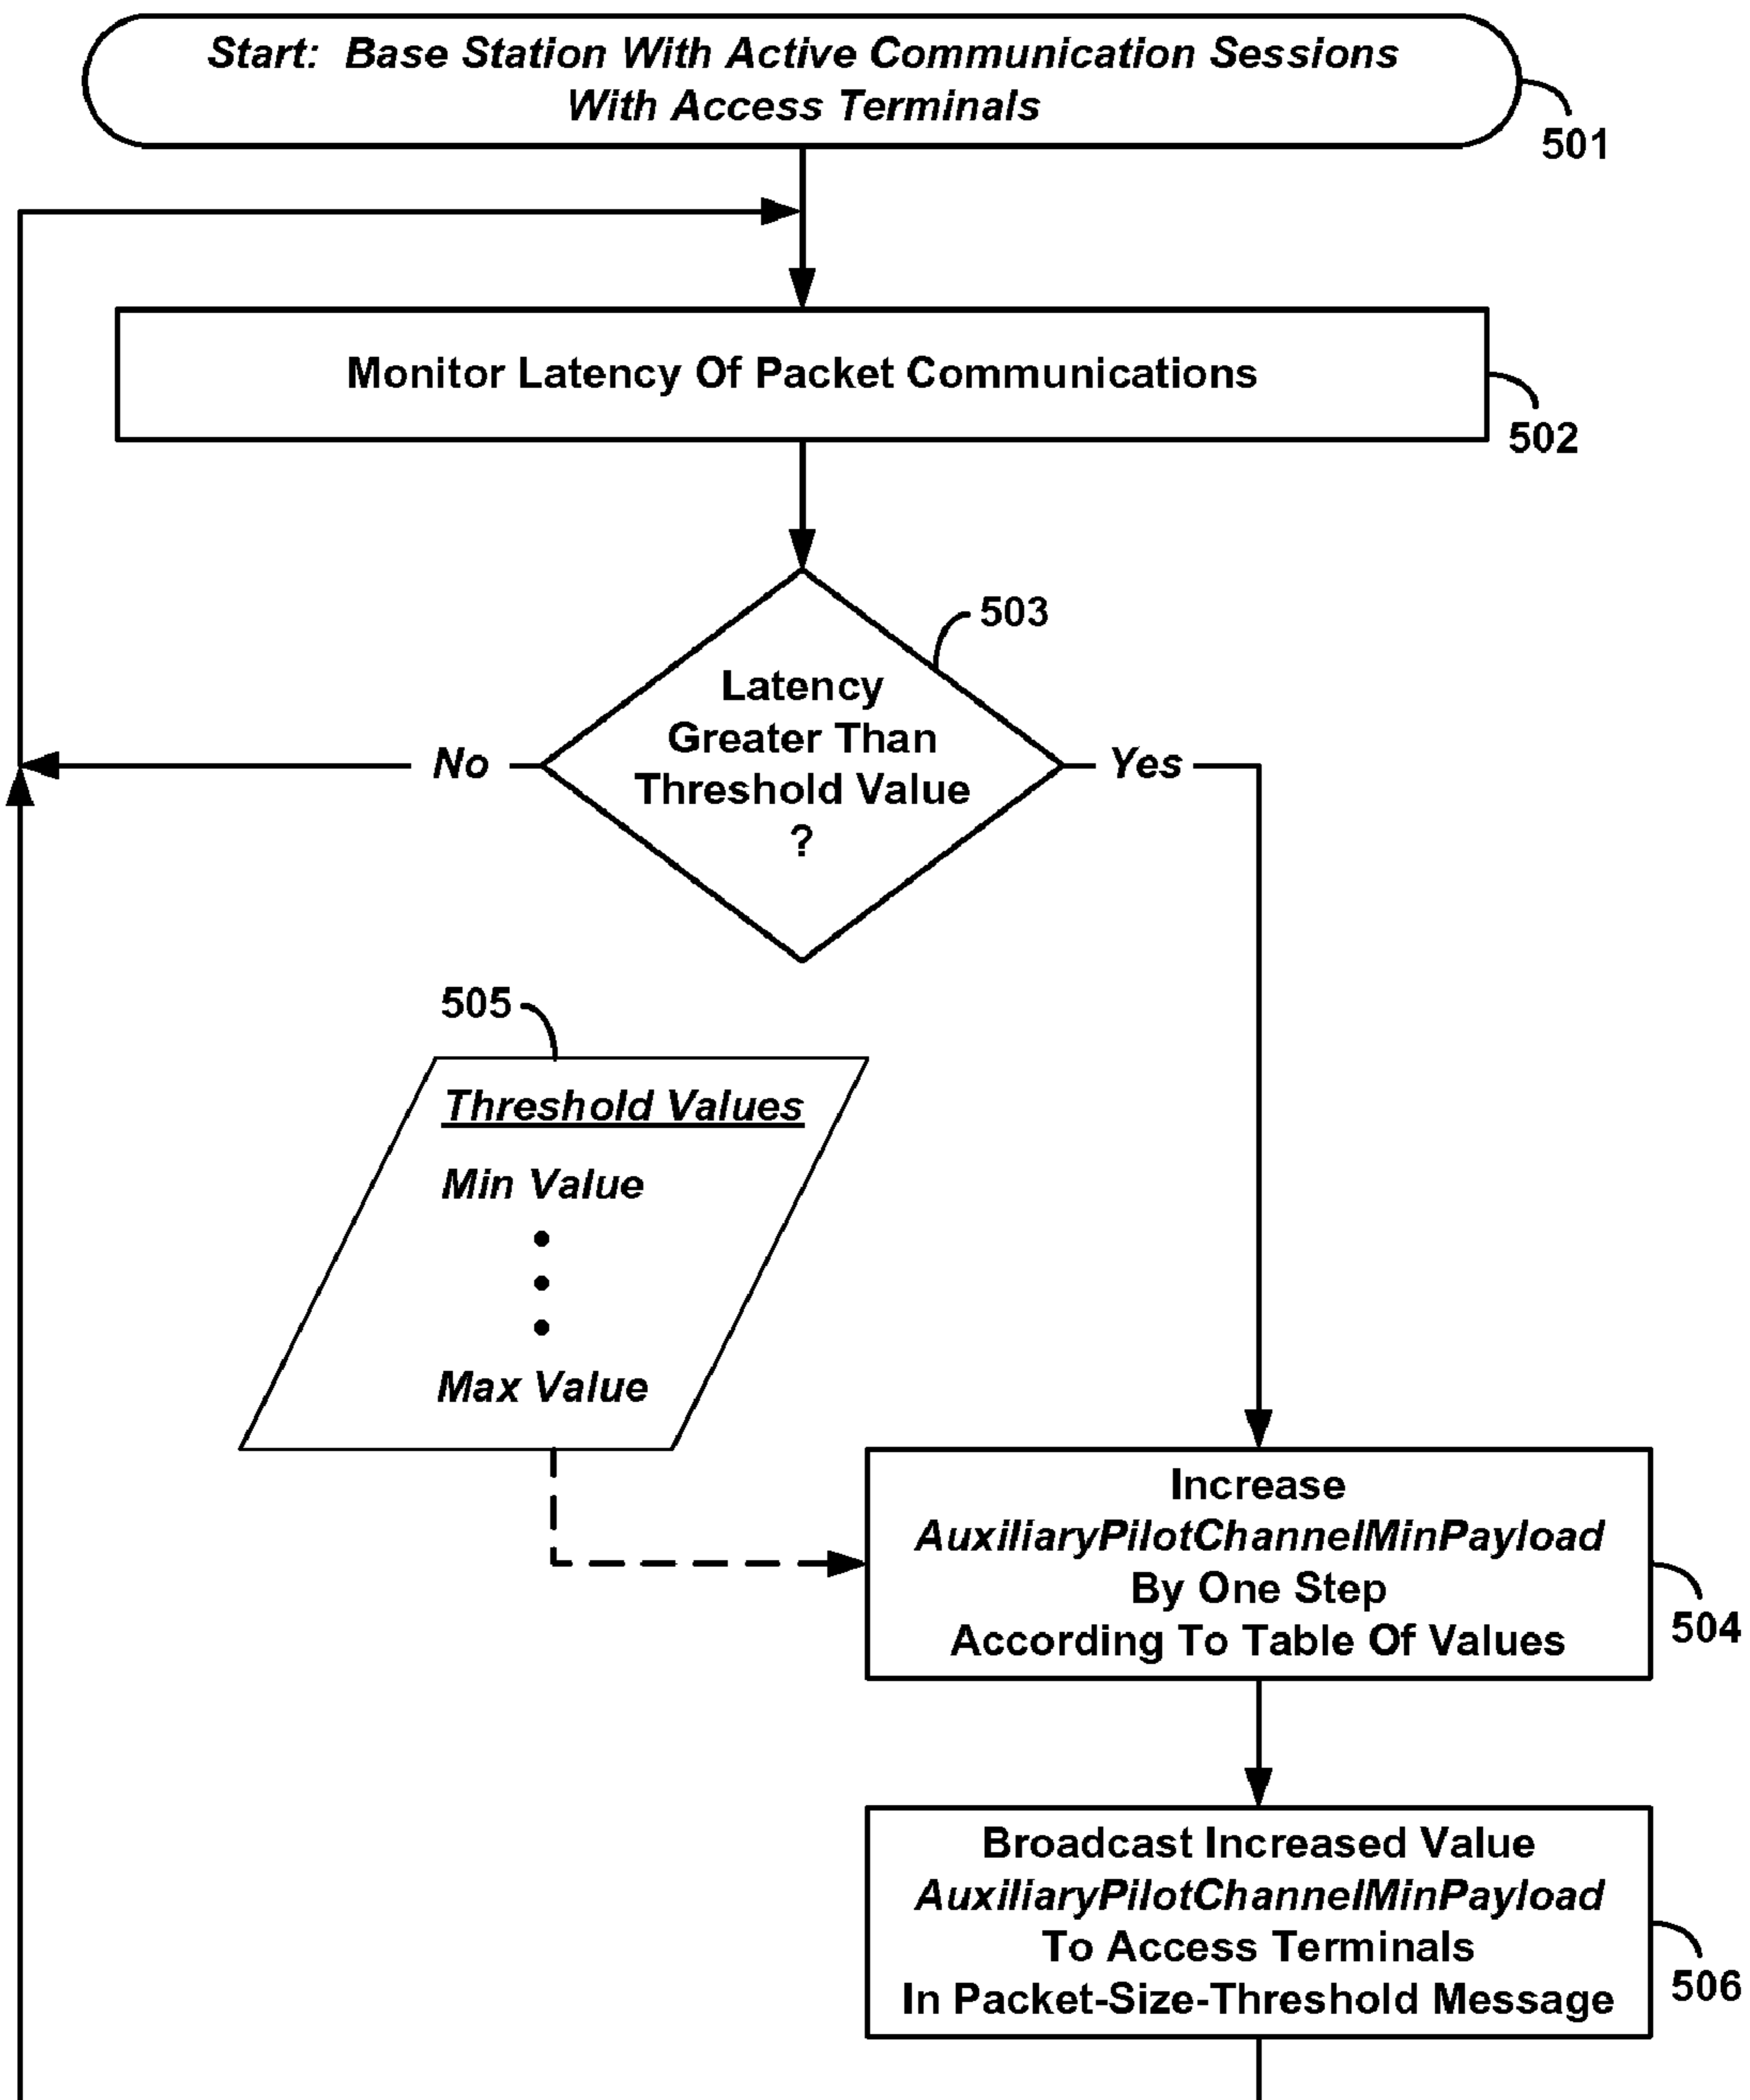 Start: Base Station With Active Communication Sessions
With Access Terminals
501
Monitor Latency Of Packet Communications
502
503
Latency
Greater Than
Threshold Value
?
No
Yes
505
Threshold Values
Min Value
Max Value
Increase
AuxiliaryPilotChannelMinPayload
By One Step
According To Table Of Values
504
Broadcast Increased Value
AuxiliaryPilotChannelMinPayload
To Access Terminals
In Packet-Size-Threshold Message
506